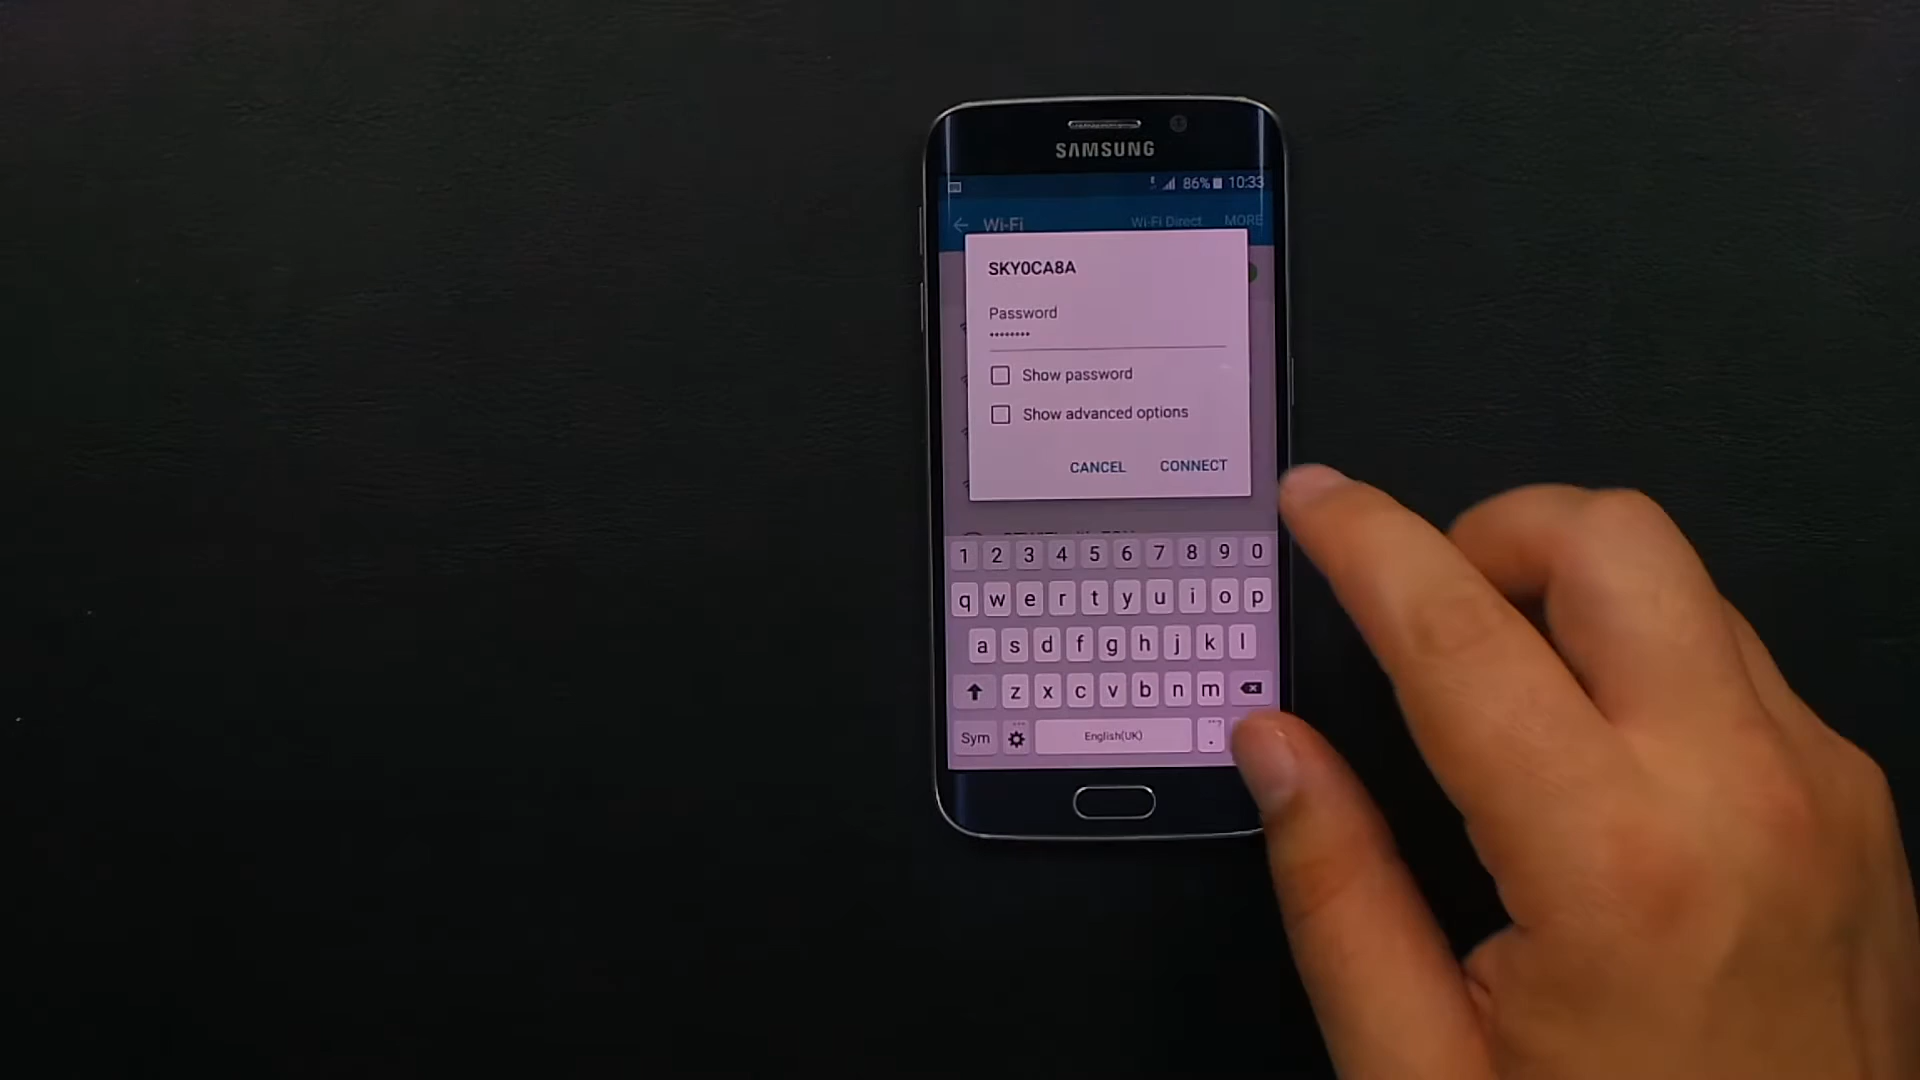 SAMSUNG
86% 10:33
Wi-Fi Wi-Fi Direct MORE
SKY0CA8A
Password
••••••••
Show password
Show advanced options
CANCEL CONNECT
1 2 3 4 5 6 7 8 9 0
q w e r t y u i o p
a s d f g h j k l
z x c v b n m
Sym English(UK) .